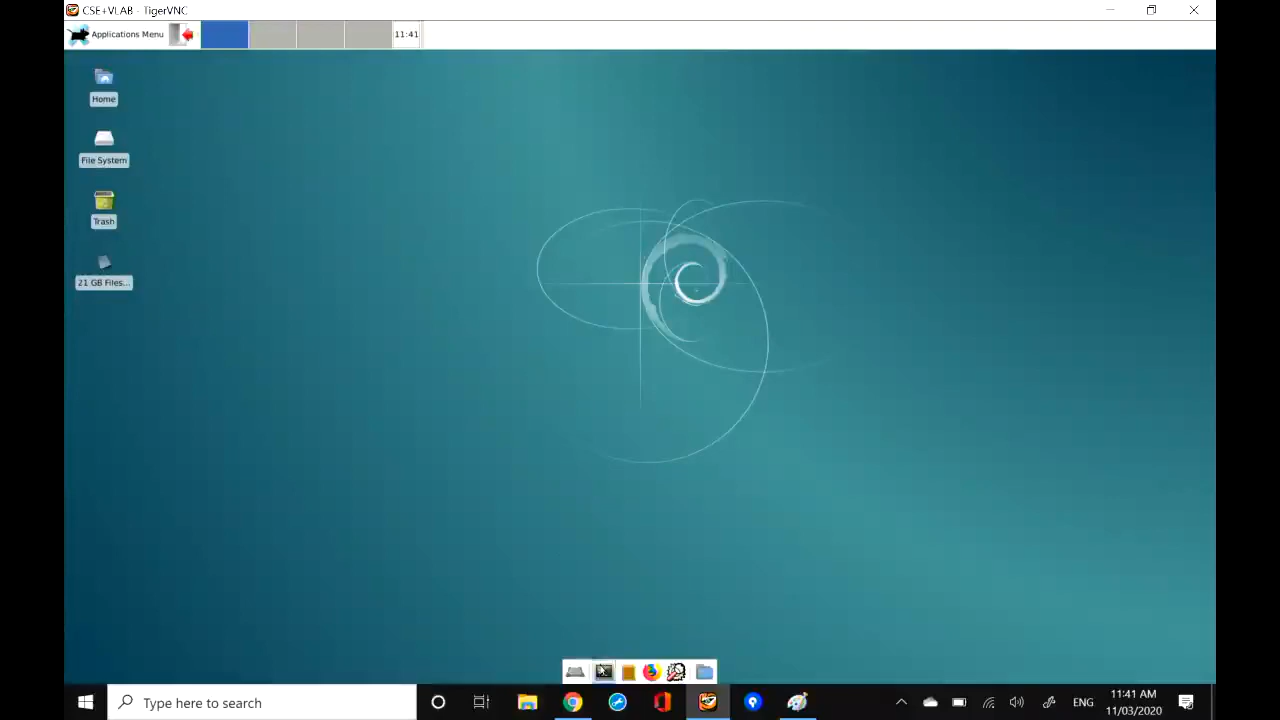 CSE+VLAB - TigerVNC
Applications Menu
11:41
Home
File System
Trash
21 GB Files...
Type here to search
ENG
11:41 AM
11/03/2020